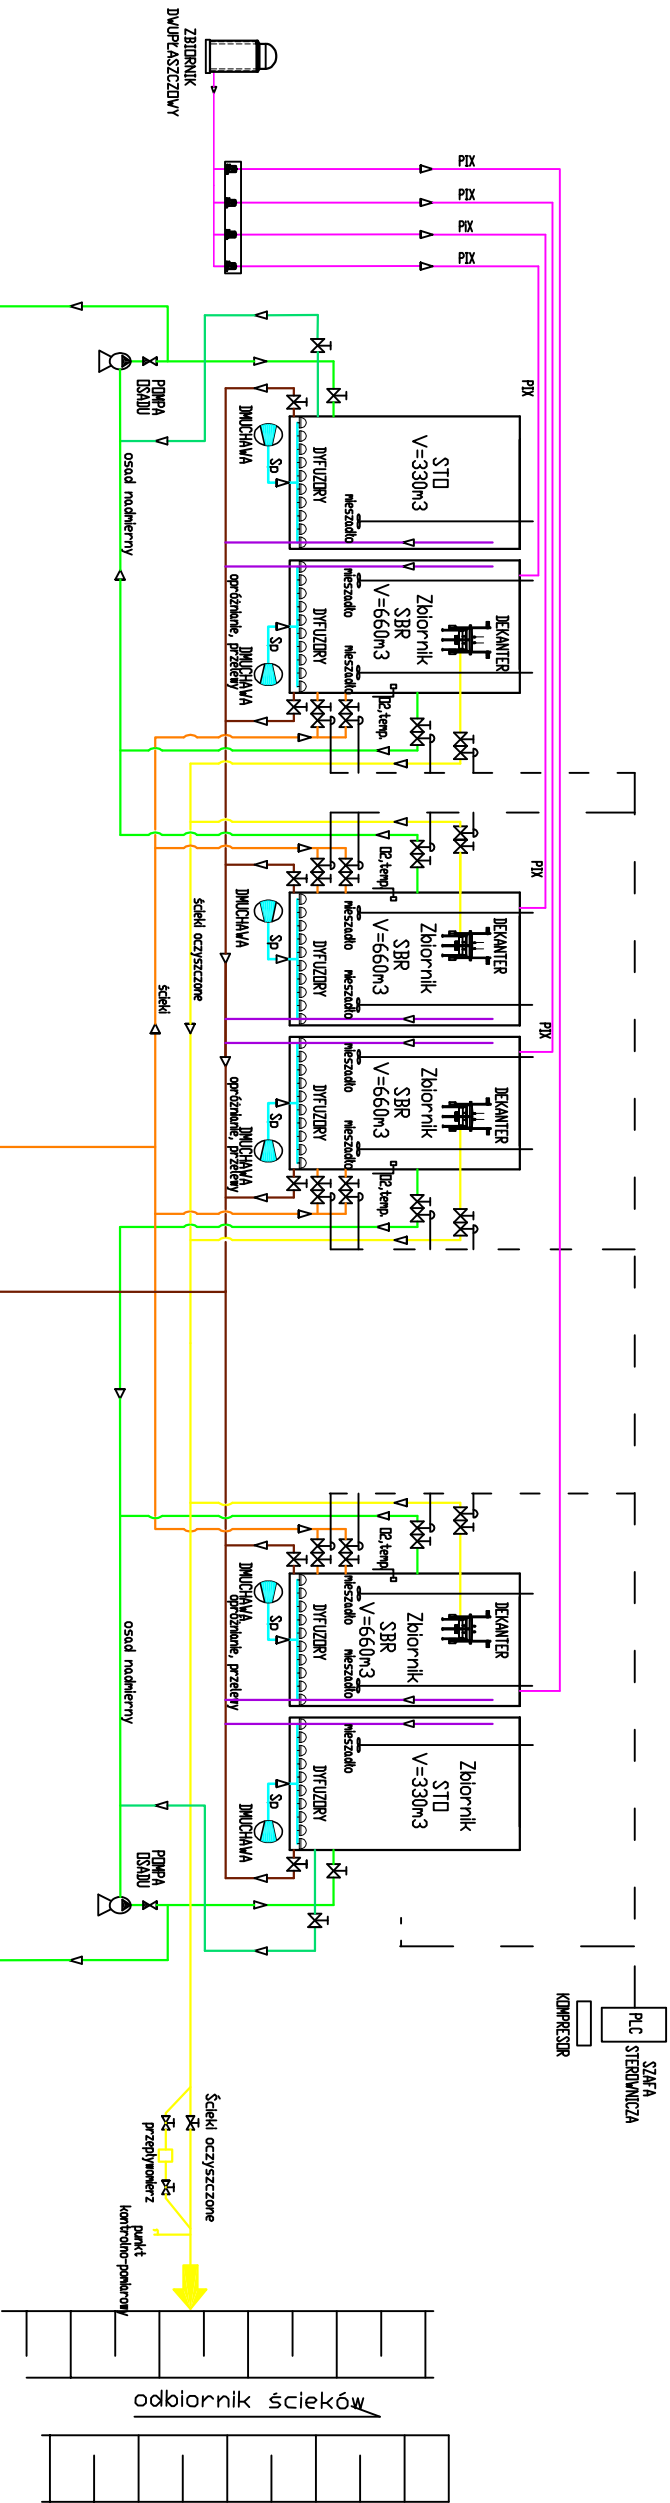 ZBIORNIK
DWUPŁASZCZOWY
PIX
PIX
PIX
PIX
PIX
POMPA
OSADU
osad nadmierny
DMUCHAWA
Sp
DYFUZORY
STO
V=330m3
mieszadło
opróżnianie, przelewy
DMUCHAWA
Sp
DYFUZORY
mieszadło
mieszadło
Zbiornik
SBR
V=660m3
DEKANTER
O2,temp.
PIX
ścieki oczyszczone
ścieki
DMUCHAWA
Sp
DYFUZORY
O2,temp
mieszadło
mieszadło
Zbiornik
SBR
V=660m3
DEKANTER
PIX
opróżnianie, przelewy
DMUCHAWA
Sp
DYFUZORY
mieszadło
mieszadło
Zbiornik
SBR
V=660m3
DEKANTER
O2,temp.
osad nadmierny
DMUCHAWA
opróżnianie, przelewy
Sp
DYFUZORY
O2,temp
mieszadło
mieszadło
Zbiornik
SBR
V=660m3
DEKANTER
DMUCHAWA
Sp
DYFUZORY
mieszadło
Zbiornik
STO
V=330m3
POMPA
OSADU
KOMPRESOR
PLC
SZAFA
STEROWNICZA
Ścieki oczyszczone
przepływomierz
punkt
kontrolno-pomiarowy
odbiornik ścieków